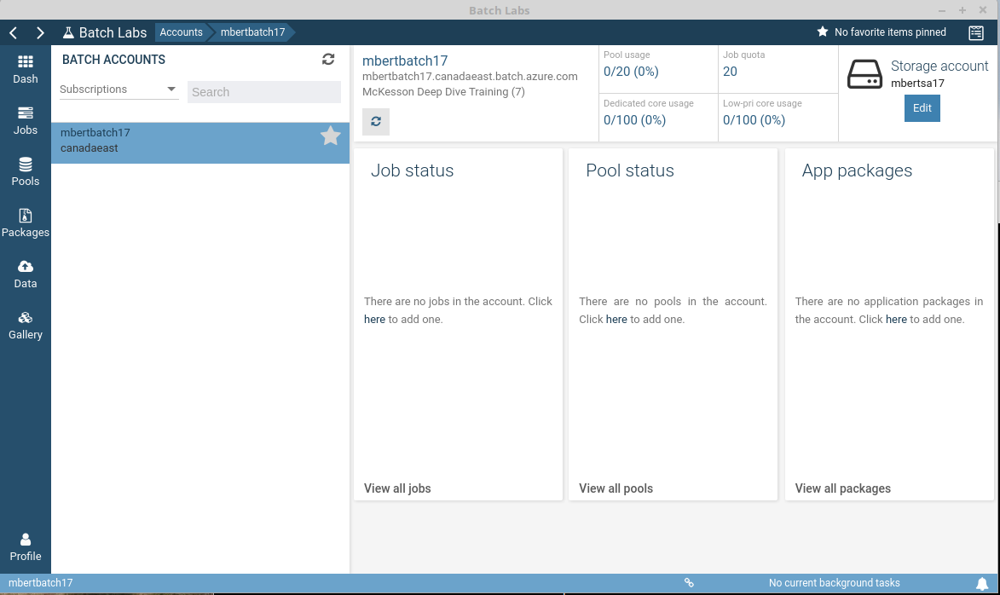 Batch Labs
Batch Labs
Accounts
mbertbatch17
No favorite items pinned
Dash
Jobs
Pools
Packages
Data
Gallery
Profile
BATCH ACCOUNTS
Subscriptions
Search
mbertbatch17
canadaeast
mbertbatch17
mbertbatch17.canadaeast.batch.azure.com
McKesson Deep Dive Training (7)
Pool usage
0/20 (0%)
Job quota
20
Dedicated core usage
0/100 (0%)
Low-pri core usage
0/100 (0%)
Storage account
mbertsa17
Edit
Job status
There are no jobs in the account. Click
here to add one.
View all jobs
Pool status
There are no pools in the account.
Click here to add one.
View all pools
App packages
There are no application packages in
the account. Click here to add one.
View all packages
mbertbatch17
No current background tasks